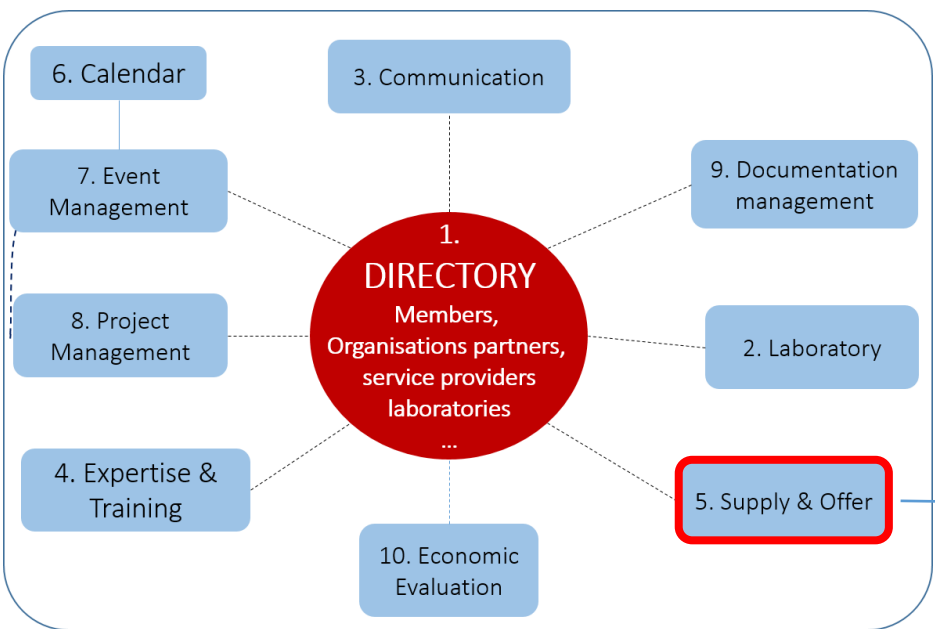 6. Calendar
3. Communication
7. Event
Management
9. Documentation
management
1.
DIRECTORY
Members,
Organisations partners,
service providers
laboratories
...
8. Project
Management
2. Laboratory
4. Expertise &
Training
5. Supply & Offer
10. Economic
Evaluation